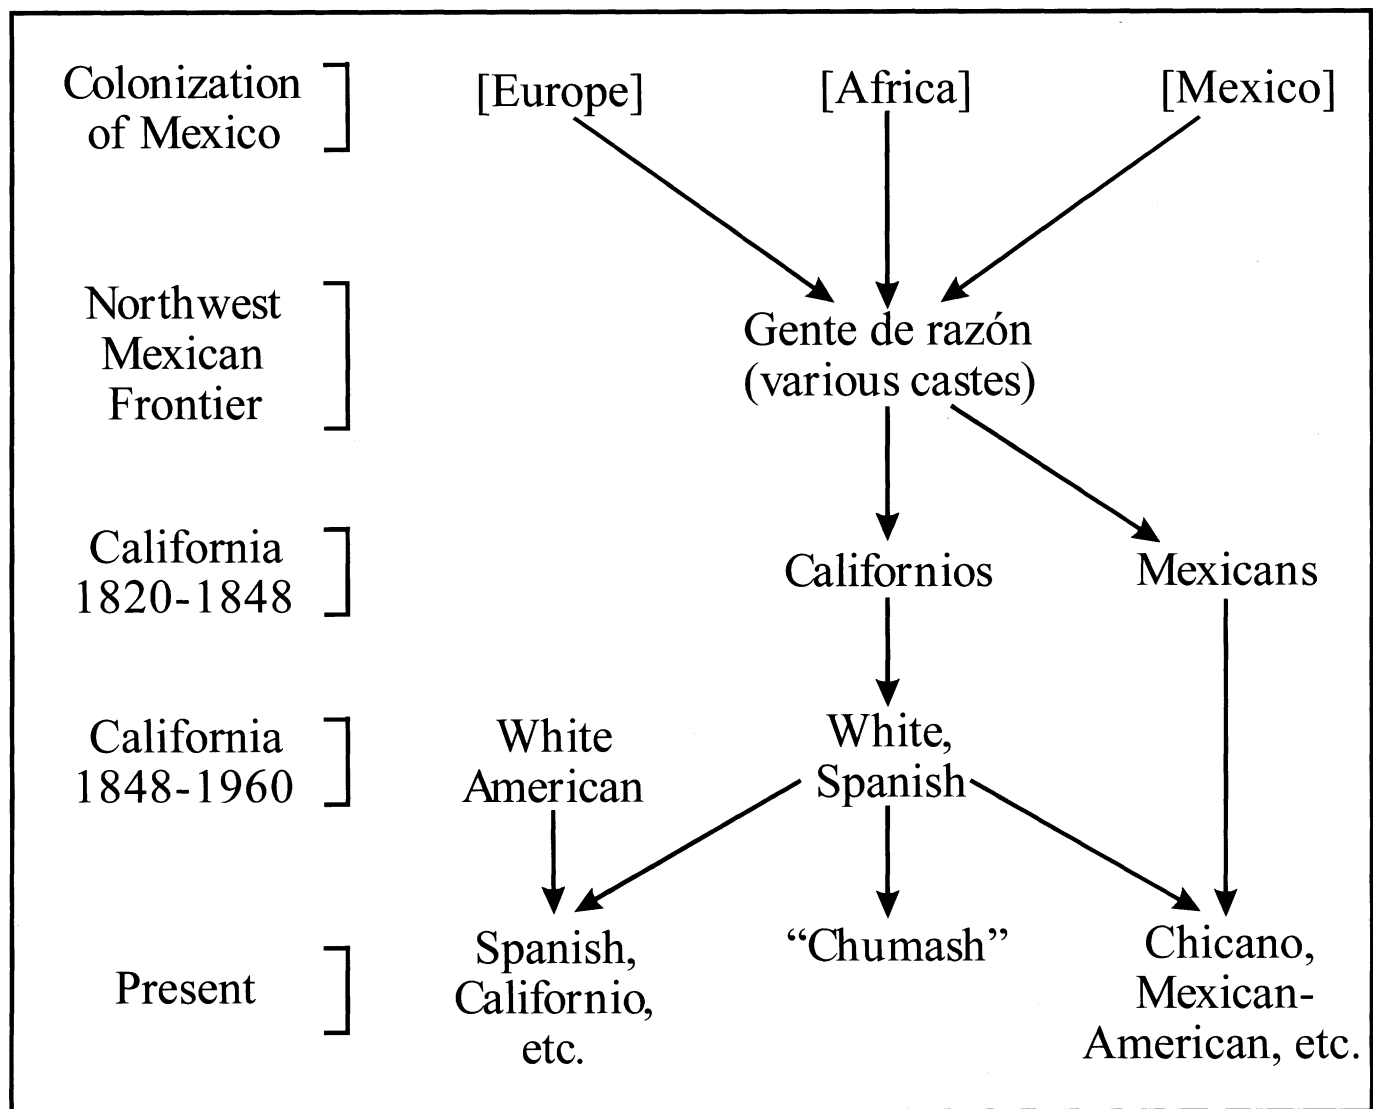 Colonization
of Mexico
[Europe]
[Africa]
[Mexico]
Northwest
Mexican
Frontier
Gente de razón
(various castes)
California
1820-1848
Californios
Mexicans
California
1848-1960
White
American
White,
Spanish
Present
Spanish,
Californio,
etc.
“Chumash”
Chicano,
Mexican-
American, etc.